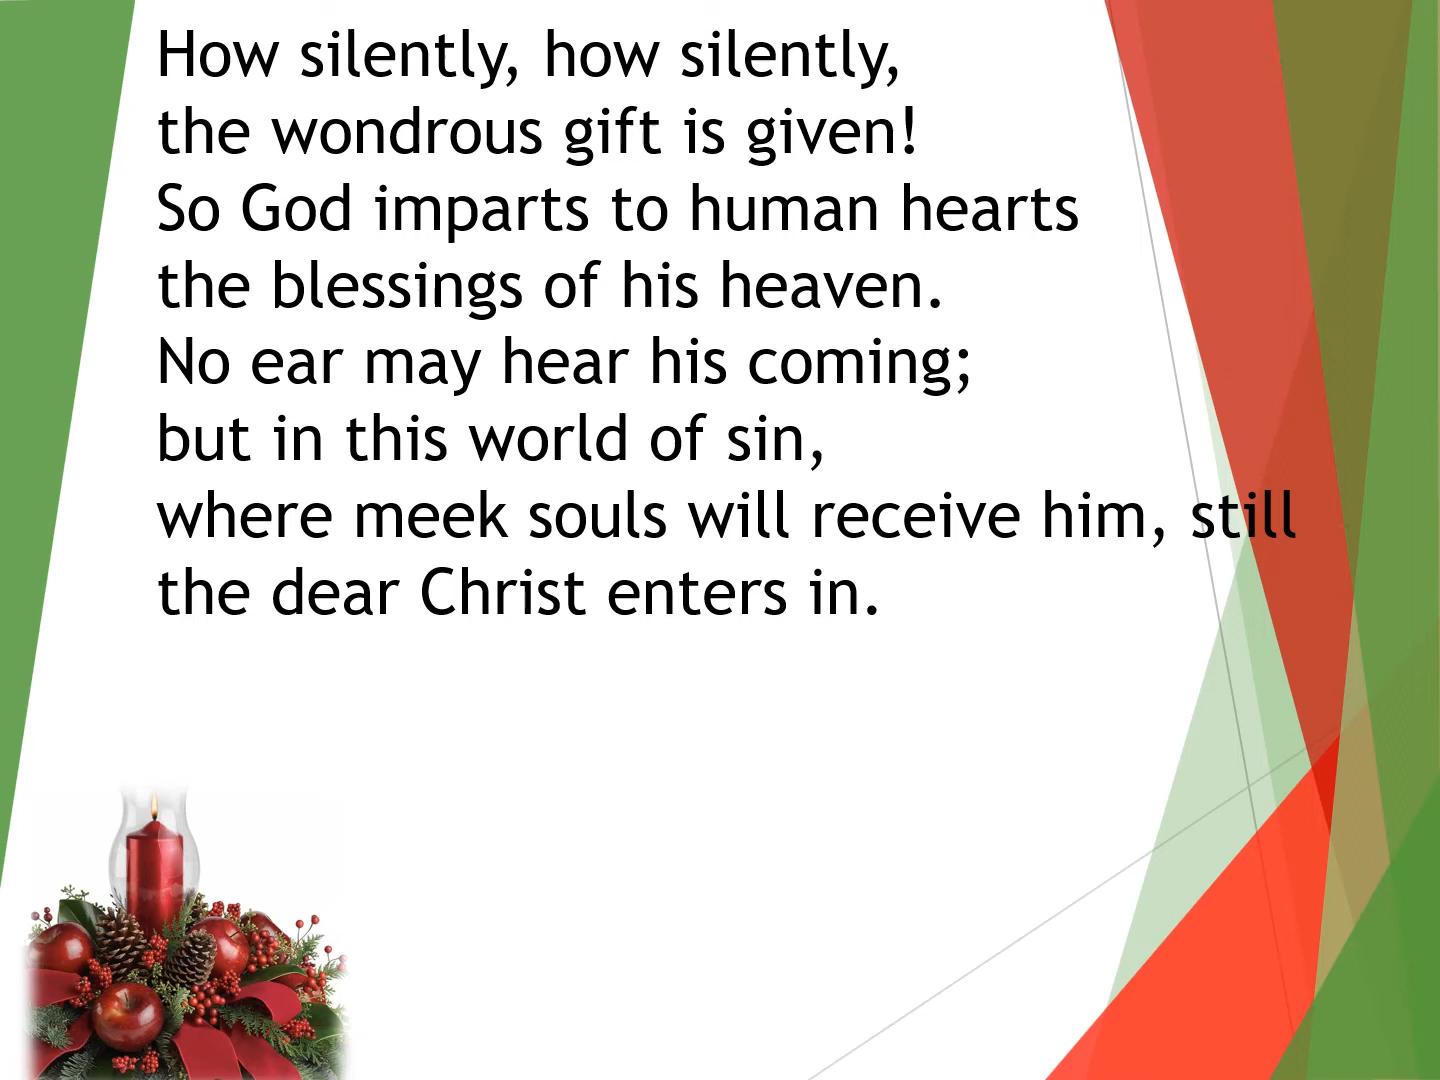 How silently, how silently,
the wondrous gift is given!
So God imparts to human hearts
the blessings of his heaven.
No ear may hear his coming;
but in this world of sin,
where meek souls will receive him, still
the dear Christ enters in.